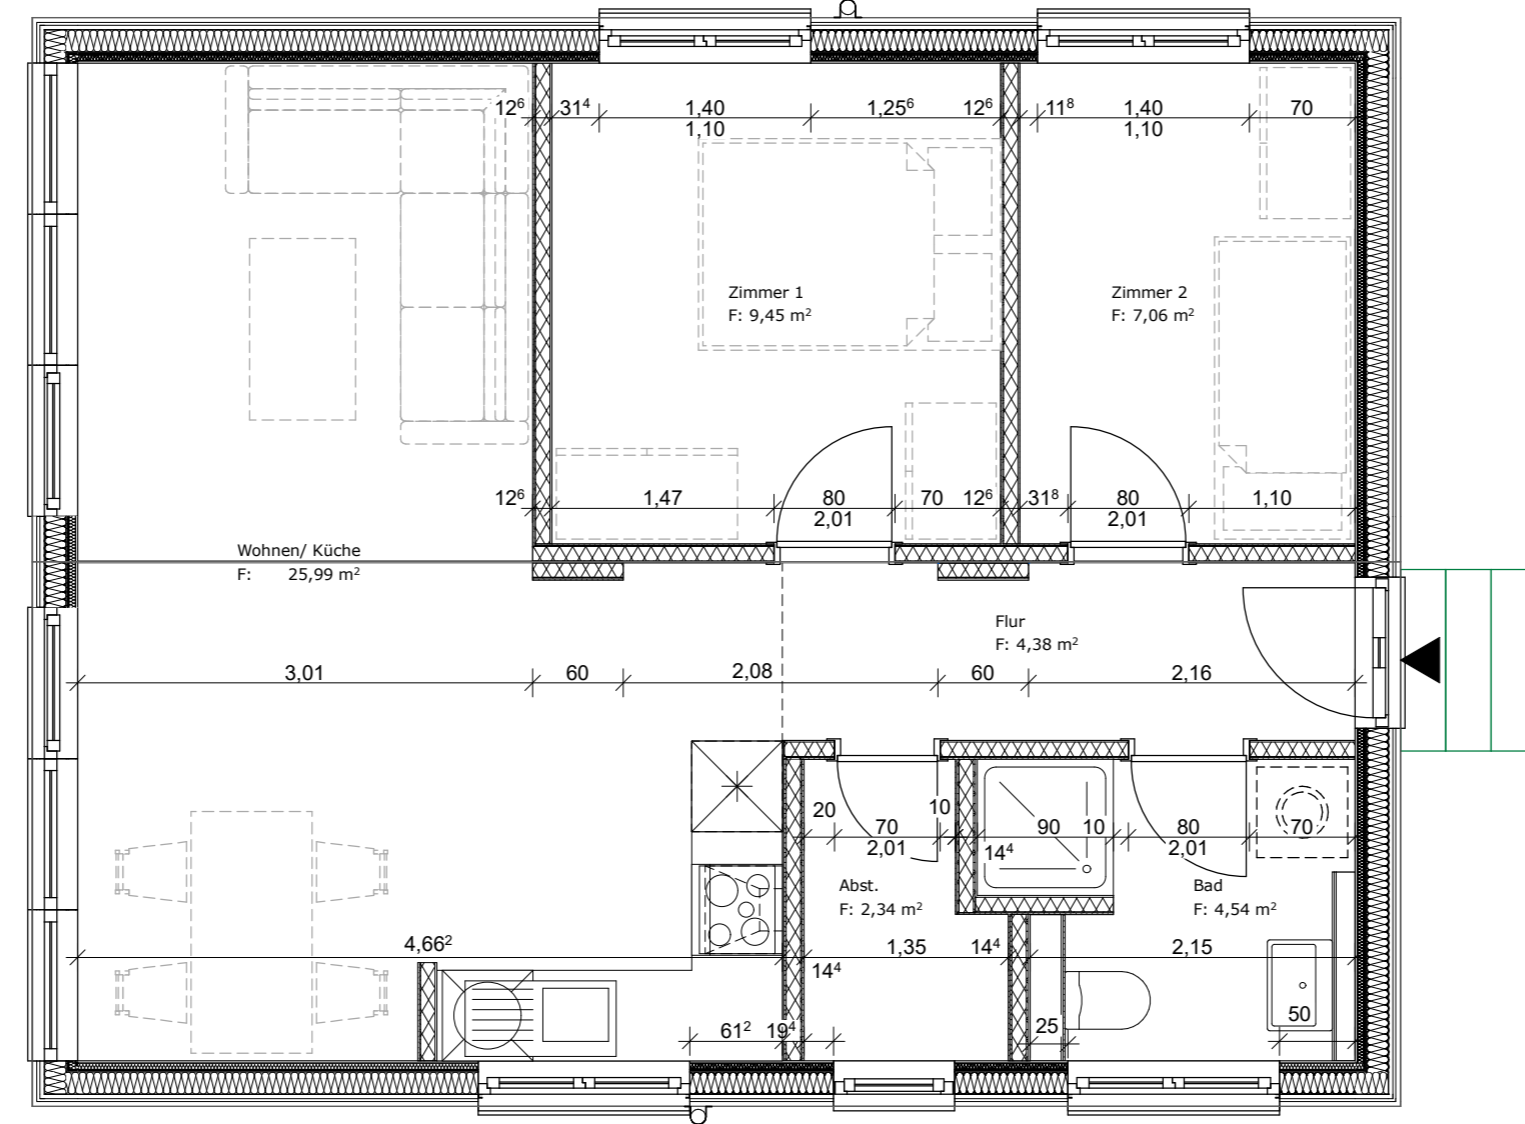 12⁶ 31⁴ 1,40 1,25⁶ 12⁶ 11⁸ 1,40 70
1,10 1,10
Zimmer 1
F: 9,45 m²
Zimmer 2
F: 7,06 m²
12⁶ 1,47 80 70 12⁶ 31⁸ 80 1,10
2,01 2,01
Wohnen/ Küche
F: 25,99 m²
Flur
F: 4,38 m²
3,01 60 2,08 60 2,16
20 70 10 90 10 80 70
2,01 14⁴ 2,01
Abst.
F: 2,34 m²
Bad
F: 4,54 m²
4,66² 1,35 14⁴ 2,15
14⁴
61² 19⁴ 25 50